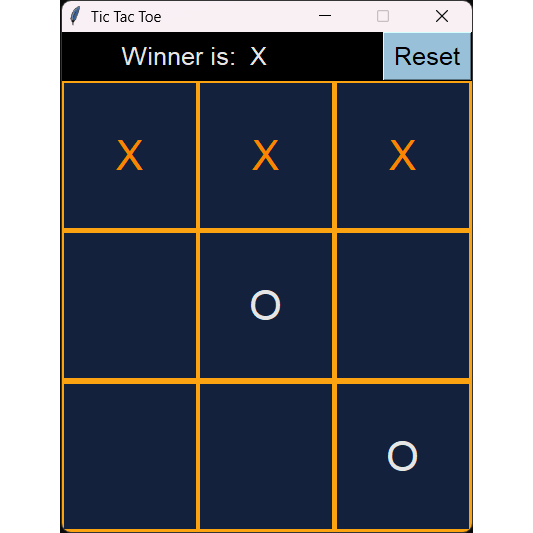 Tic Tac Toe
Winner is: X Reset
X X X
O
O